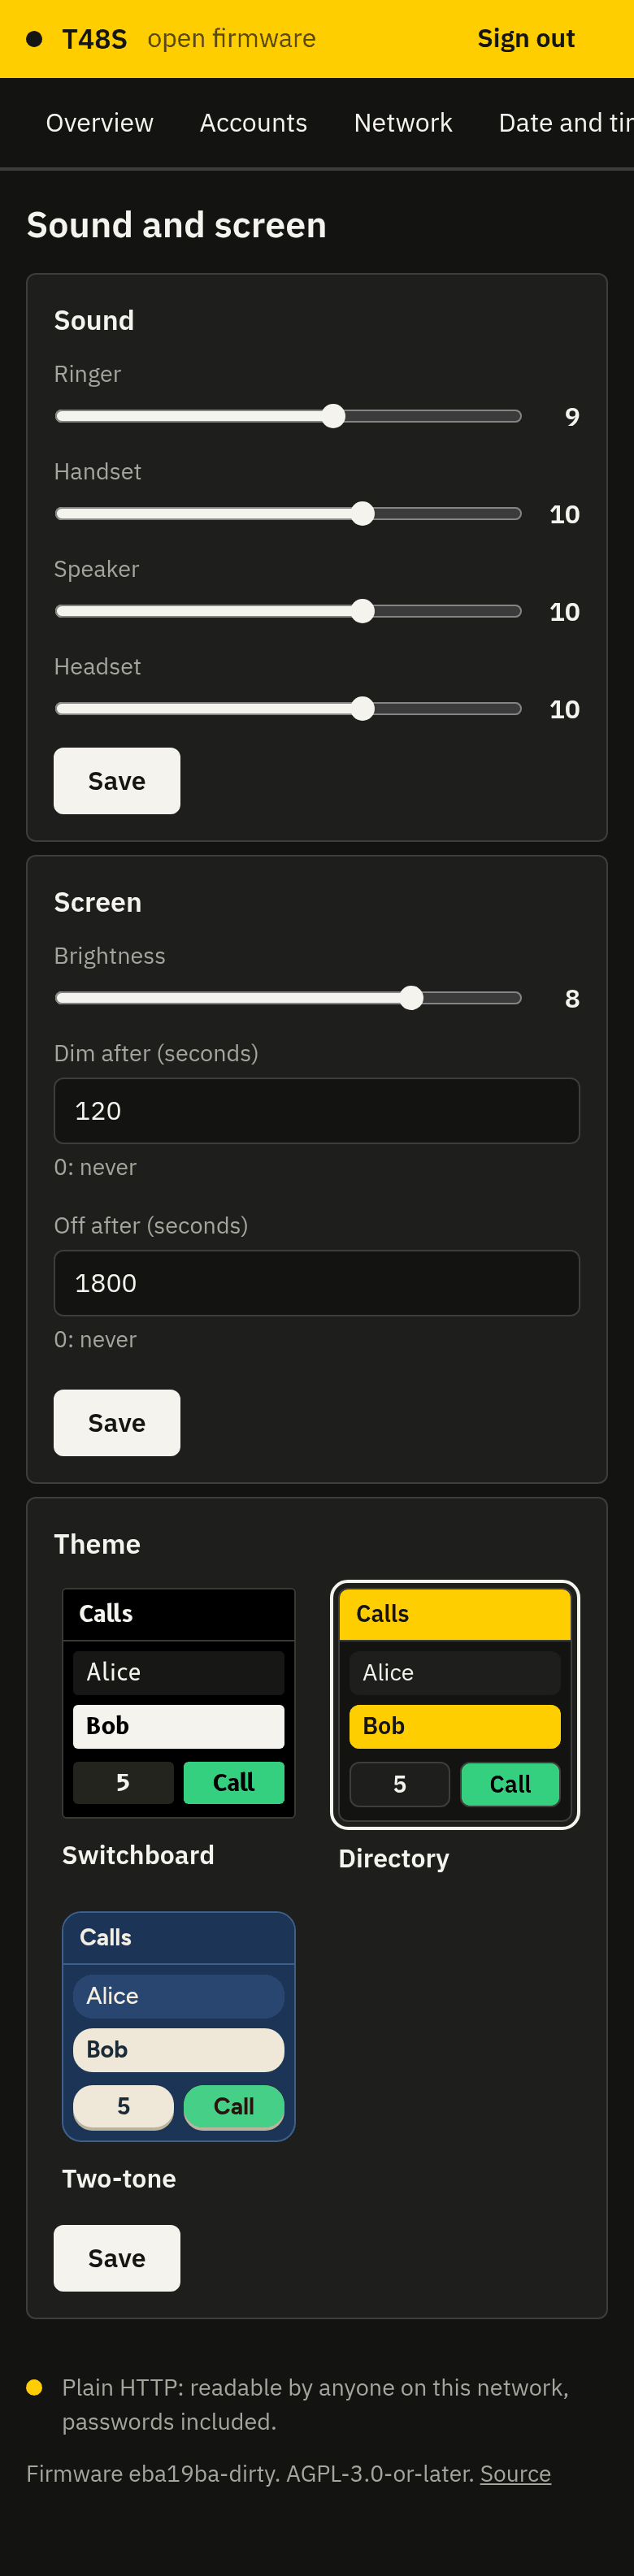 T48S open firmware Sign out
Overview Accounts Network Date and tir
Sound and screen
Sound
Ringer
9
Handset
10
Speaker
10
Headset
10
Save
Screen
Brightness
8
Dim after (seconds)
120
0: never
Off after (seconds)
1800
0: never
Save
Theme
Calls
Alice
Bob
5 Call
Switchboard
Calls
Alice
Bob
5 Call
Directory
Calls
Alice
Bob
5 Call
Two-tone
Save
Plain HTTP: readable by anyone on this network,
passwords included.
Firmware eba19ba-dirty. AGPL-3.0-or-later. Source